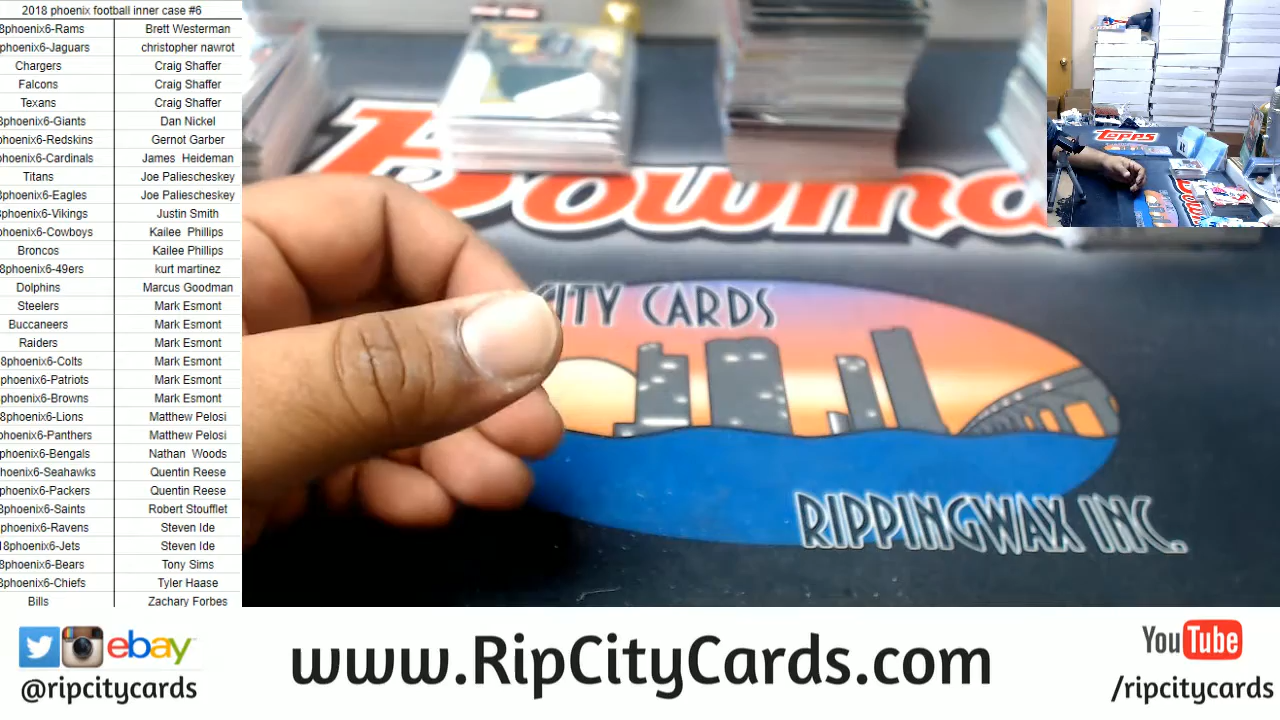 2018 phoenix football inner case #6
8phoenix6-Rams Brett Westerman
phoenix6-Jaguars christopher nawrot
Chargers Craig Shaffer
Falcons Craig Shaffer
Texans Craig Shaffer
8phoenix6-Giants Dan Nickel
phoenix6-Redskins Gernot Garber
phoenix6-Cardinals James Heideman
Titans Joe Paliescheskey
8phoenix6-Eagles Joe Paliescheskey
8phoenix6-Vikings Justin Smith
phoenix6-Cowboys Kailee Phillips
Broncos Kailee Phillips
8phoenix6-49ers kurt martinez
Dolphins Marcus Goodman
Steelers Mark Esmont
Buccaneers Mark Esmont
Raiders Mark Esmont
18phoenix6-Colts Mark Esmont
phoenix6-Patriots Mark Esmont
phoenix6-Browns Mark Esmont
8phoenix6-Lions Matthew Pelosi
phoenix6-Panthers Matthew Pelosi
phoenix6-Bengals Nathan Woods
hoenix6-Seahawks Quentin Reese
phoenix6-Packers Quentin Reese
8phoenix6-Saints Robert Stoufflet
phoenix6-Ravens Steven Ide
18phoenix6-Jets Steven Ide
8phoenix6-Bears Tony Sims
8phoenix6-Chiefs Tyler Haase
Bills Zachary Forbes
Bowma
CITY CARDS
RIPPINGWAX INC.
Topps
ebay
@ripcitycards
www.RipCityCards.com
YouTube
/ripcitycards